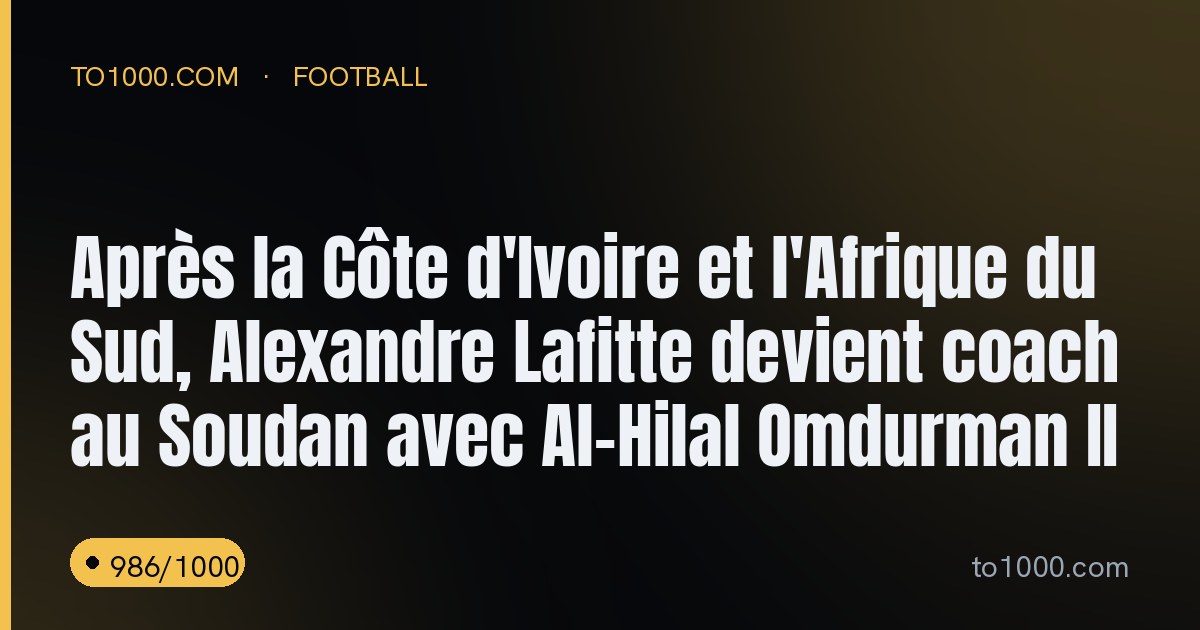 TO1000.COM · FOOTBALL
Après la Côte d'Ivoire et l'Afrique du
Sud, Alexandre Lafitte devient coach
au Soudan avec Al-Hilal Omdurman II
986/1000
to1000.com